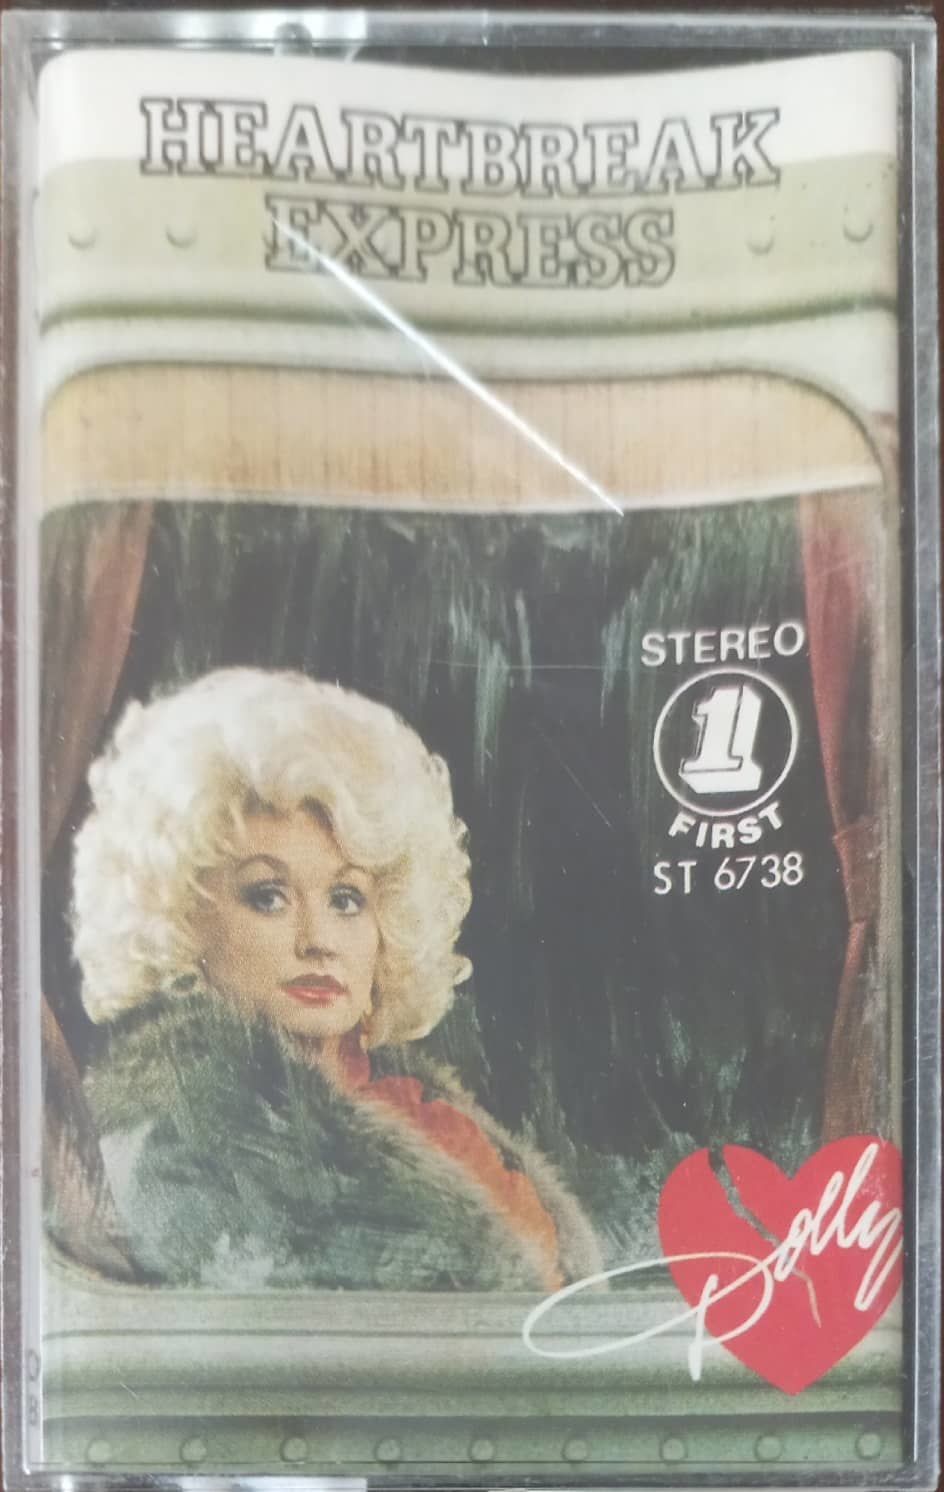 HEARTBREAK
EXPRESS
STEREO
1
FIRST
ST 6738
Dolly